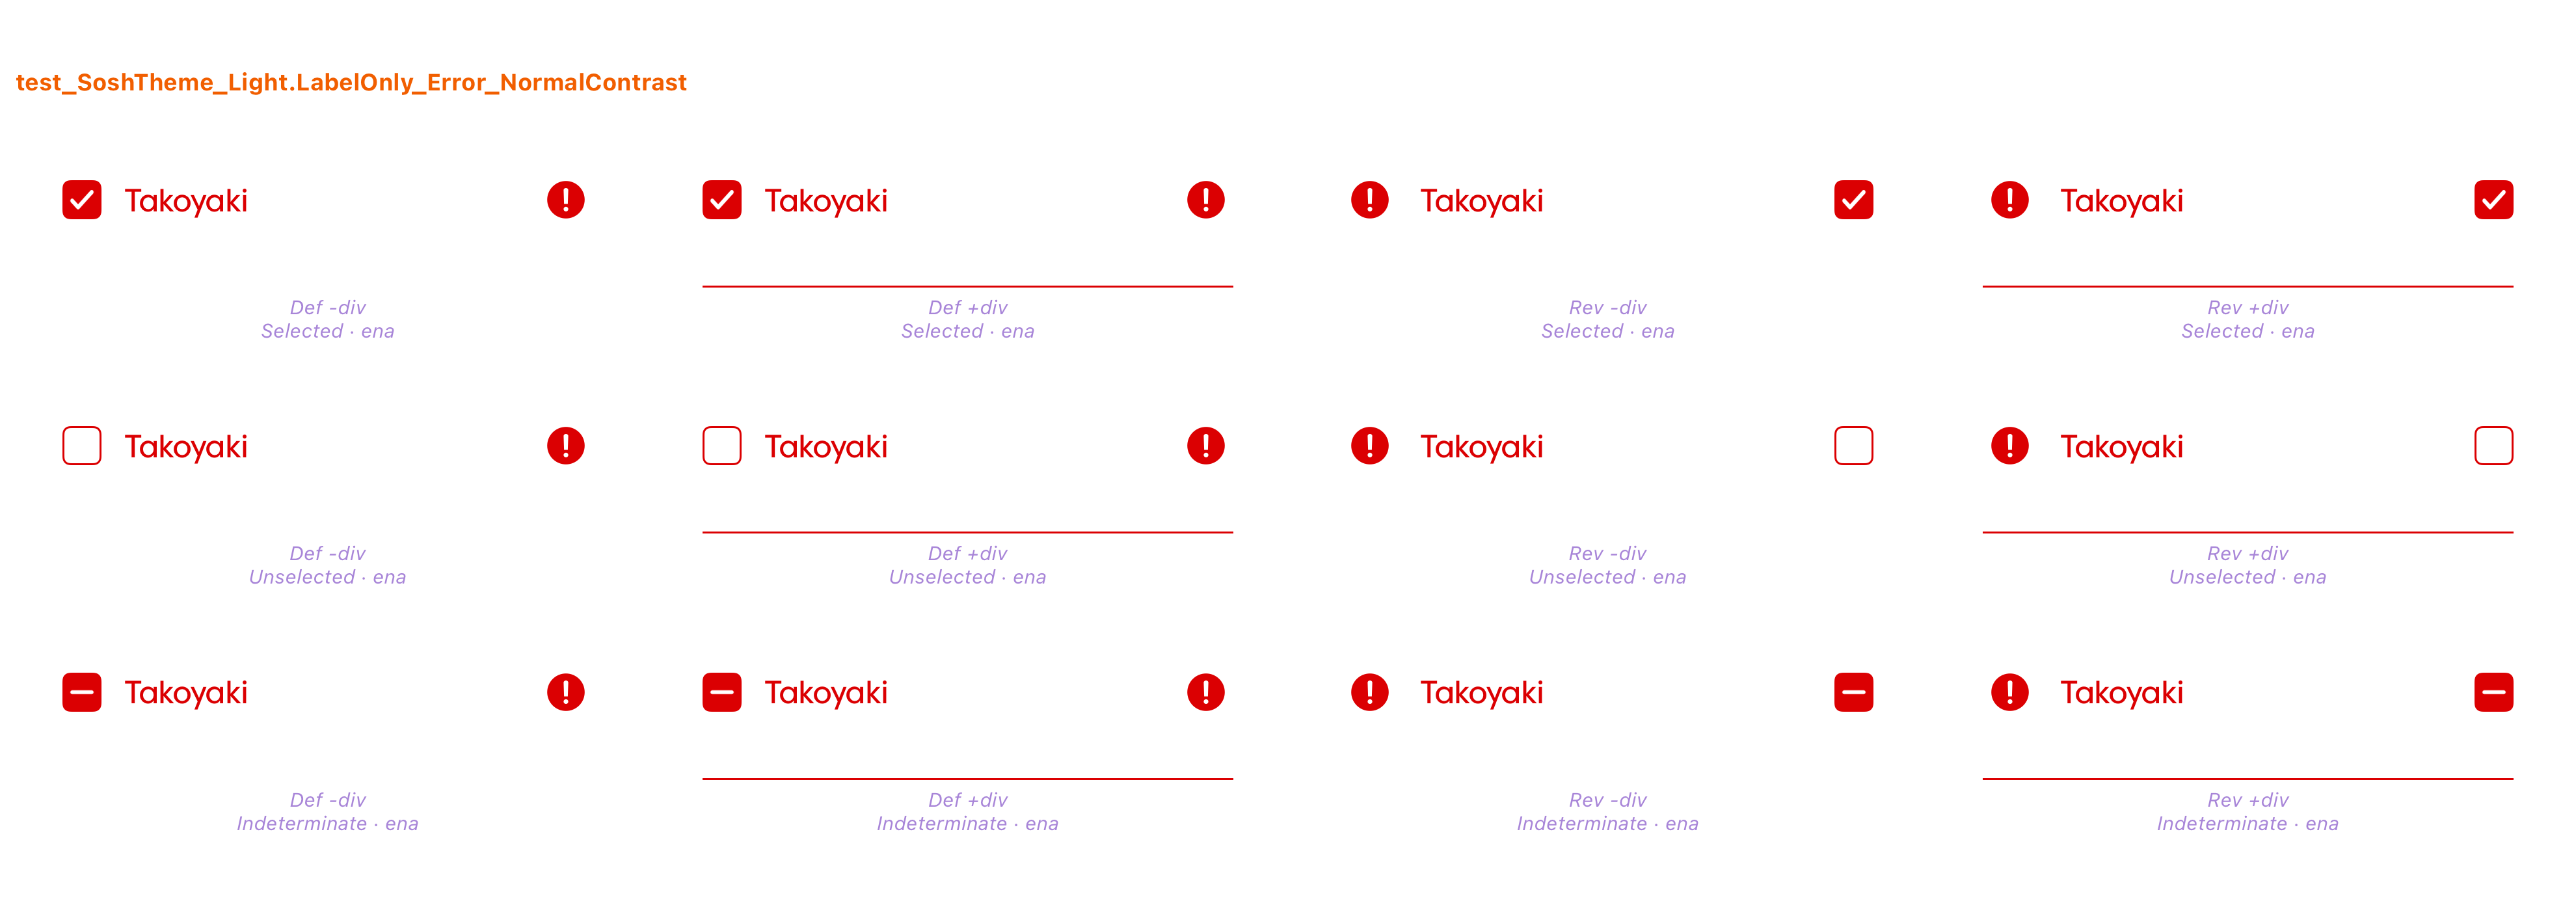 test_SoshTheme_Light.LabelOnly_Error_NormalContrast
Takoyaki
Takoyaki
Takoyaki
Takoyaki
Def -div
Selected · ena
Def +div
Selected · ena
Rev -div
Selected · ena
Rev +div
Selected · ena
Takoyaki
Takoyaki
Takoyaki
Takoyaki
Def -div
Unselected · ena
Def +div
Unselected · ena
Rev -div
Unselected · ena
Rev +div
Unselected · ena
Takoyaki
Takoyaki
Takoyaki
Takoyaki
Def -div
Indeterminate · ena
Def +div
Indeterminate · ena
Rev -div
Indeterminate · ena
Rev +div
Indeterminate · ena